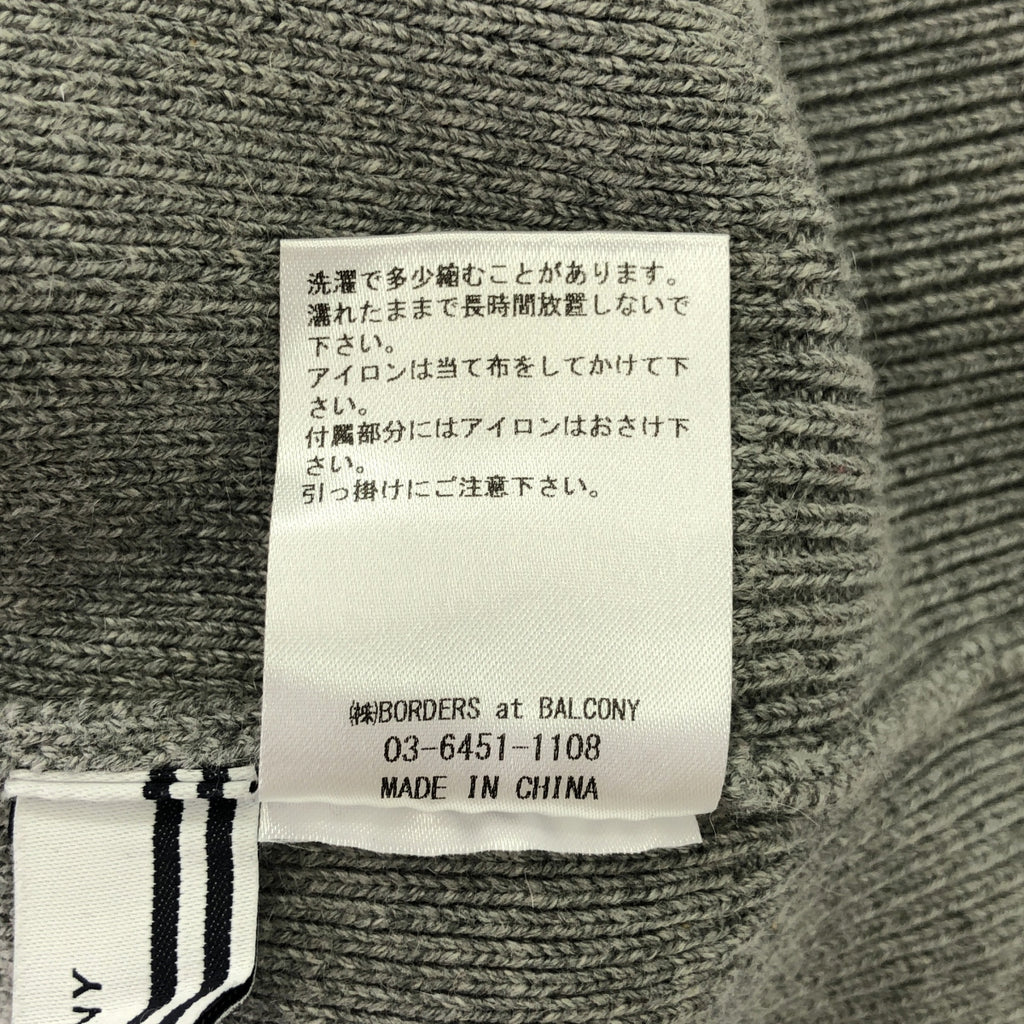 洗濯で多少縮むことがあります。
濡れたままで長時間放置しないで
下さい。
アイロンは当て布をしてかけて下
さい。
付属部分にはアイロンはおさけ下
さい。
引っ掛けにご注意下さい。
㈱BORDERS at BALCONY
03-6451-1108
MADE IN CHINA
NY